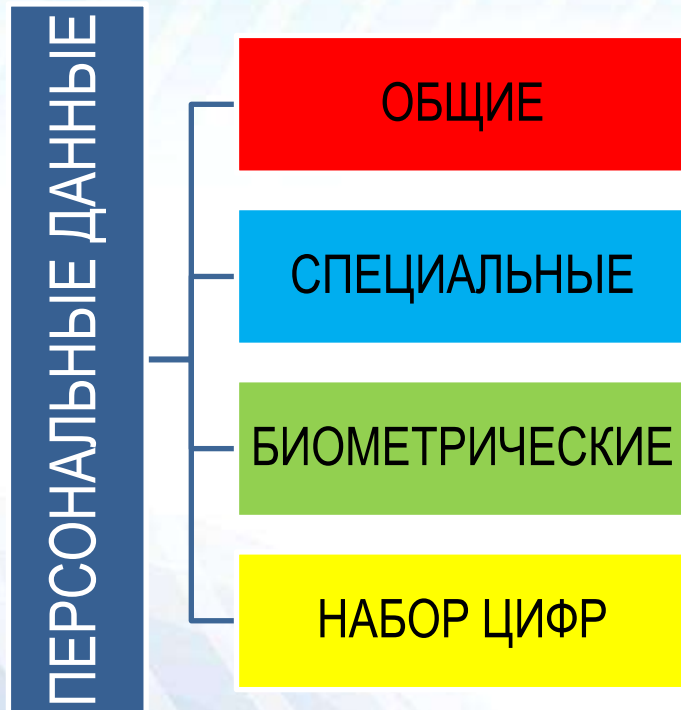 ПЕРСОНАЛЬНЫЕ ДАННЫЕ
ОБЩИЕ
СПЕЦИАЛЬНЫЕ
БИОМЕТРИЧЕСКИЕ
НАБОР ЦИФР